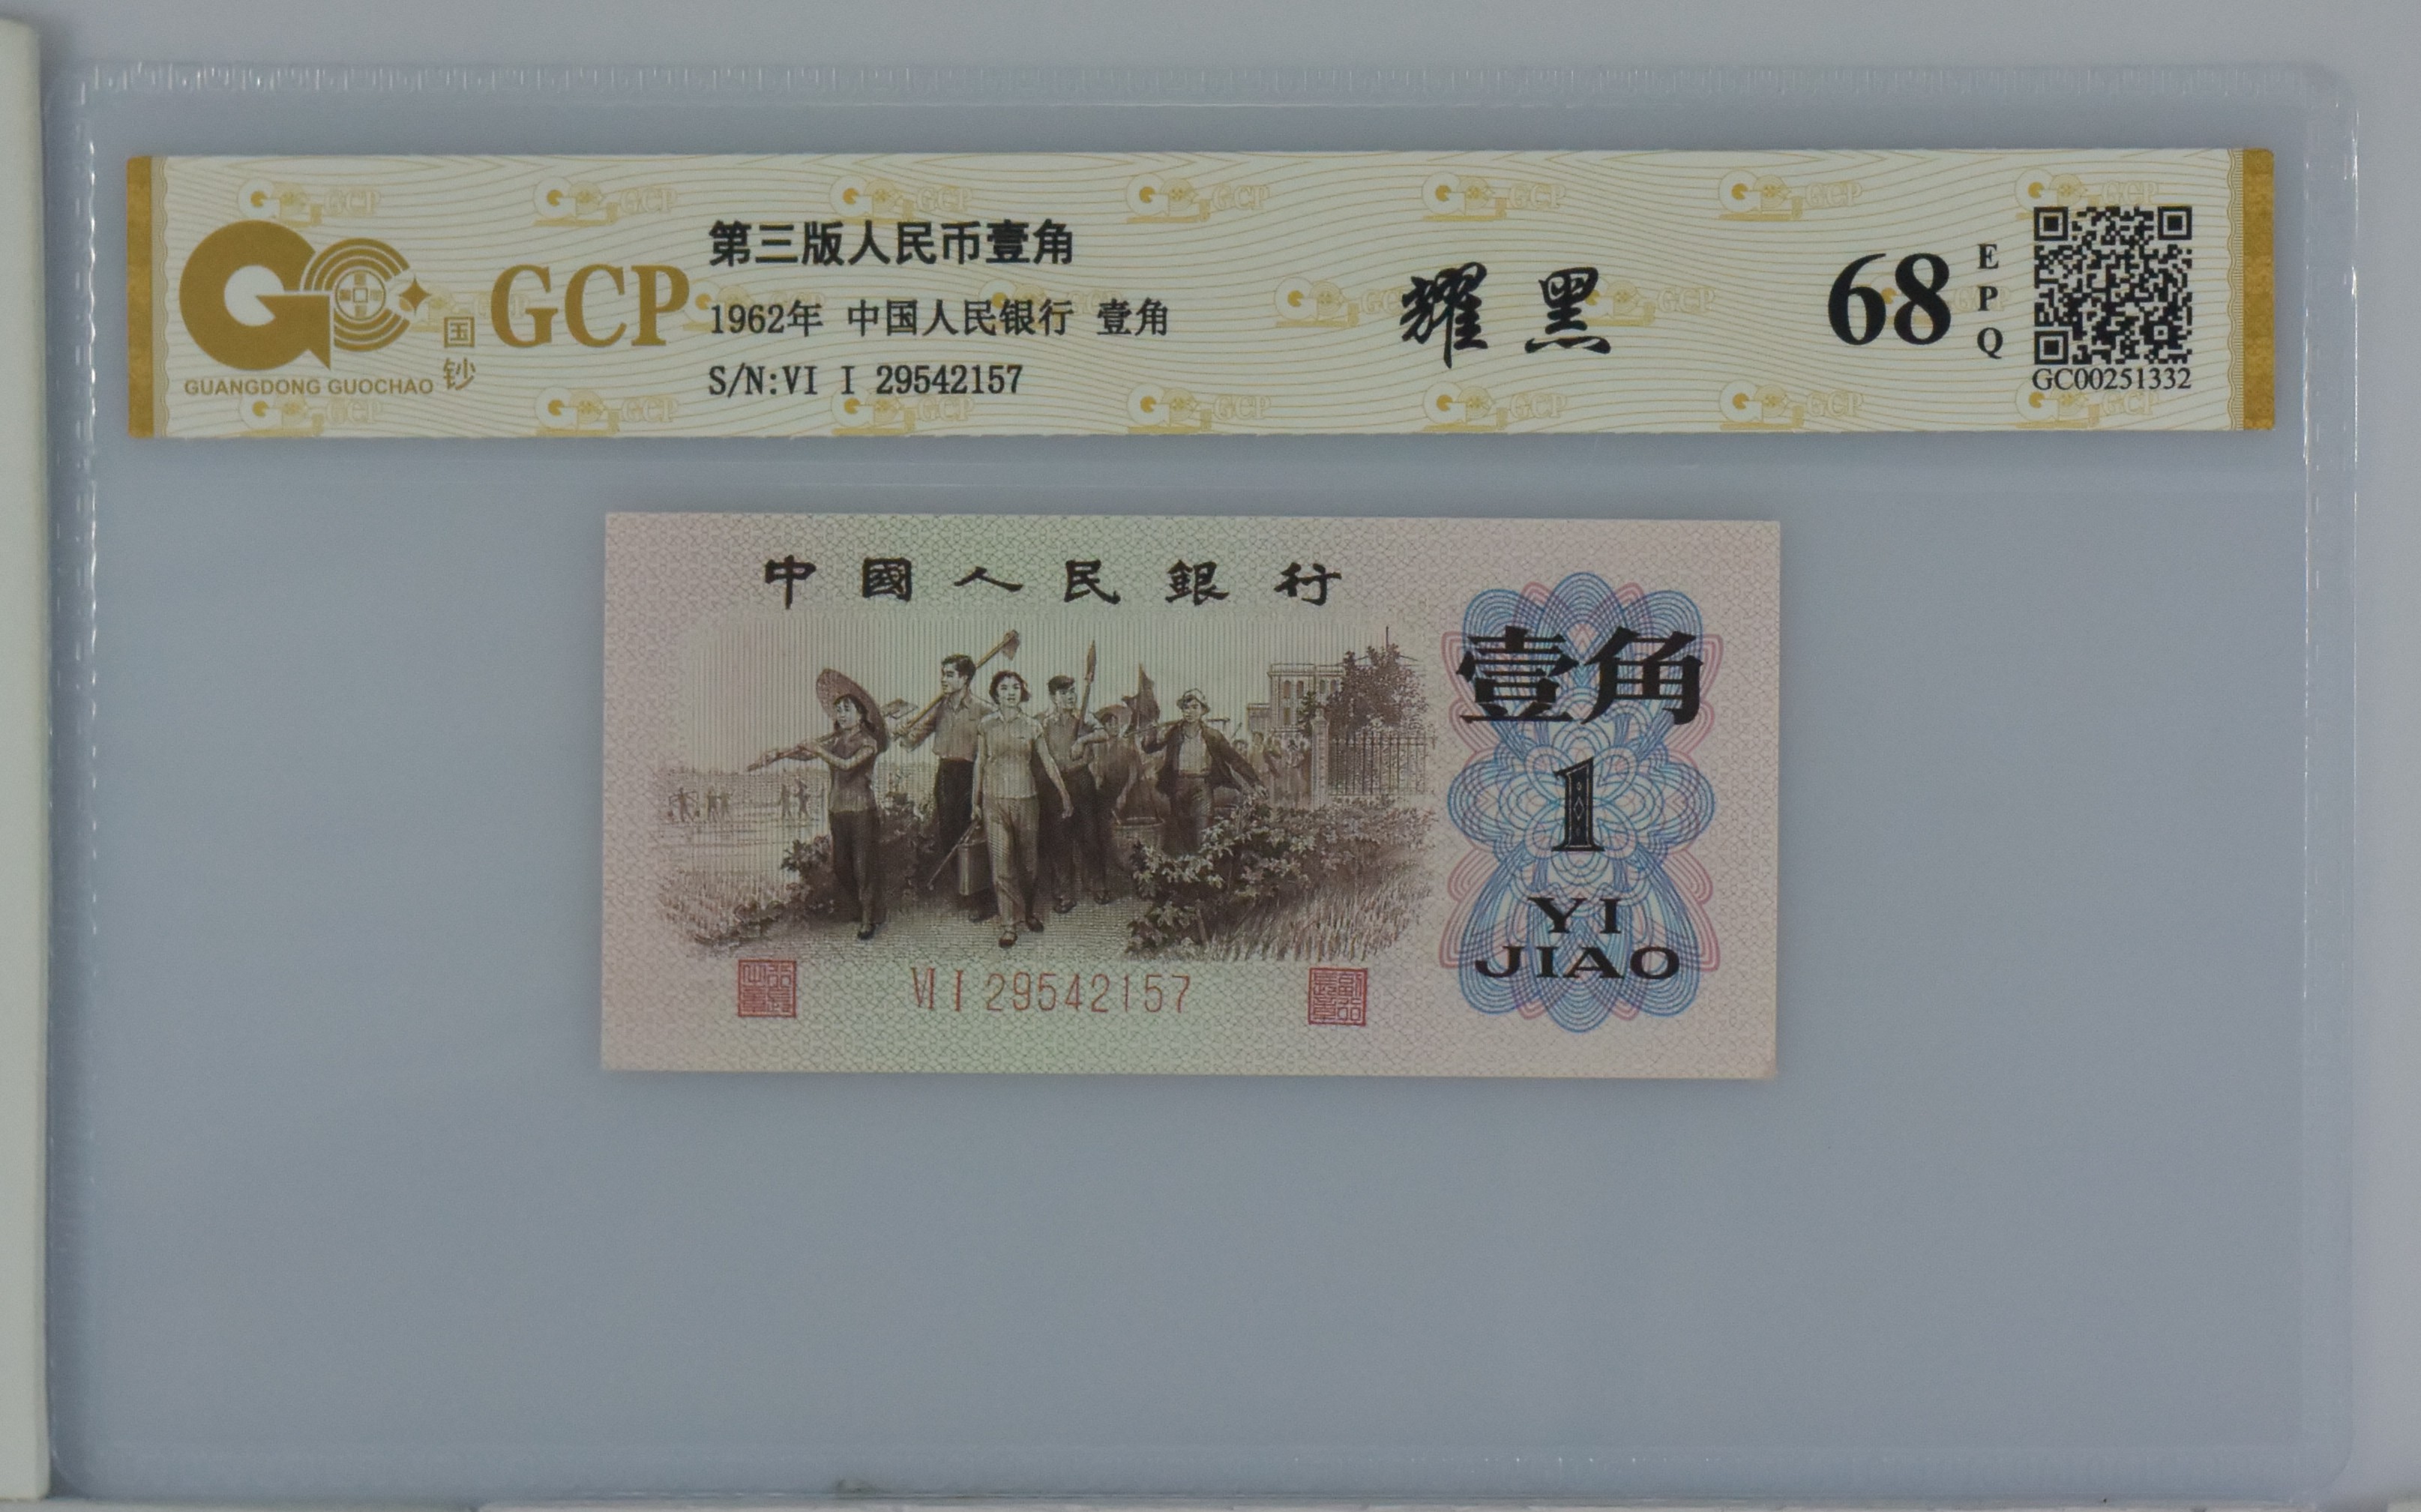 GCP
国钞
GUANGDONG GUOCHAO
第三版人民币壹角
1962年 中国人民银行 壹角
S/N:VI I 29542157
耀黑
68
EPQ
GC00251332
中國人民銀行
壹角
1
YI
JIAO
VI I 29542157